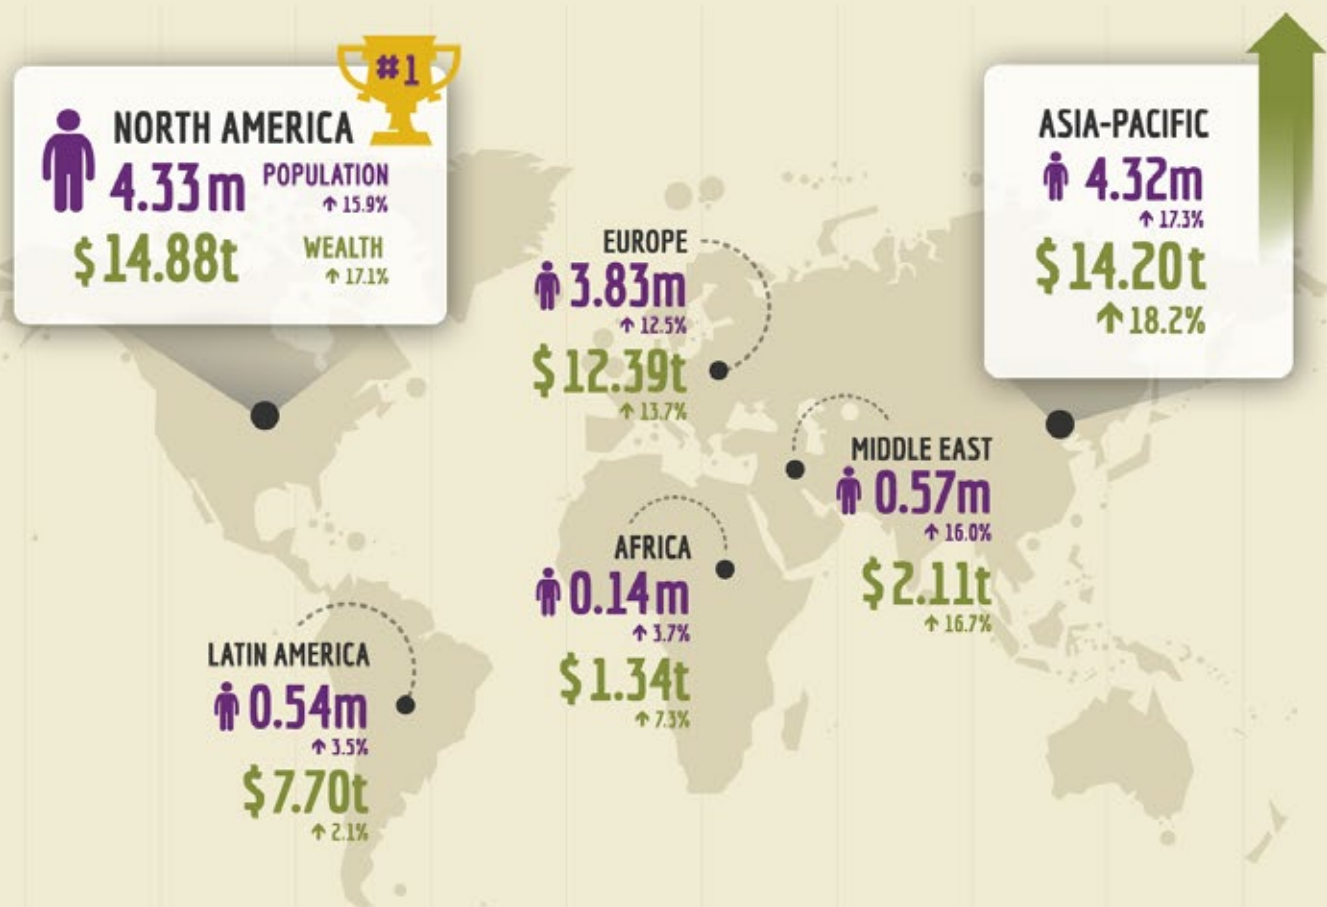 #1
NORTH AMERICA
4.33m POPULATION
↑ 15.9%
$14.88t WEALTH
↑ 17.1%
ASIA-PACIFIC
4.32m
↑ 17.3%
$14.20t
↑ 18.2%
EUROPE
3.83m
↑ 12.5%
$12.39t
↑ 13.7%
MIDDLE EAST
0.57m
↑ 16.0%
$2.11t
↑ 16.7%
AFRICA
0.14m
↑ 3.7%
$1.34t
↑ 7.3%
LATIN AMERICA
0.54m
↑ 3.5%
$7.70t
↑ 2.1%